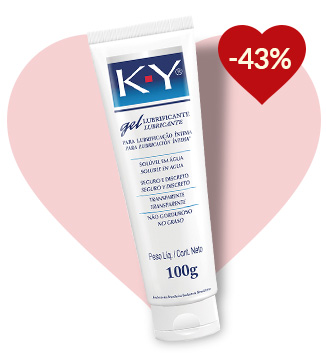 -43%
K-Y®
gel LUBRIFICANTE
LUBRICANTE
PARA LUBRIFICAÇÃO ÍNTIMA
PARA LUBRICACIÓN ÍNTIMA
SOLÚVEL EM ÁGUA
SOLUBLE EN AGUA
SEGURO E DISCRETO
SEGURO Y DISCRETO
TRANSPARENTE
TRANSPARENTE
NÃO GORDUROSO
NO GRASO
Peso Líq. / Cont. Neto
100g